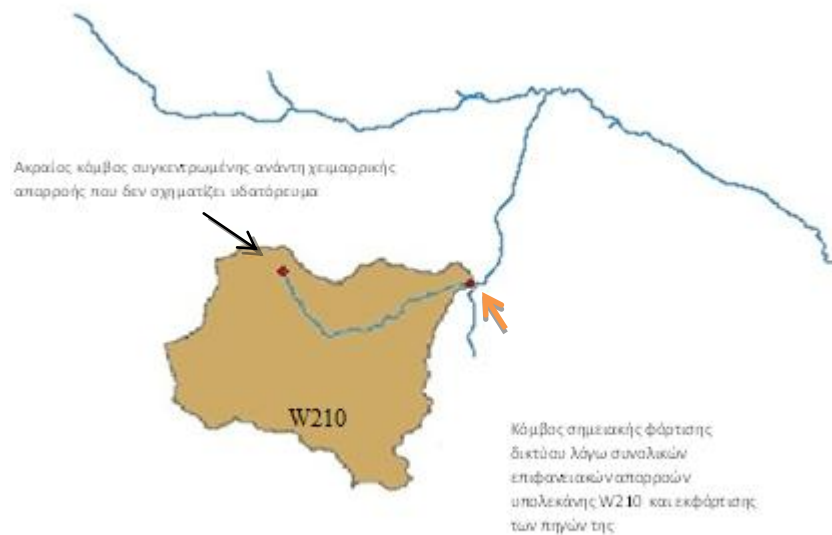 Ακραίος κόμβος συγκεντρωμένης ανάντη χειμαρρικής
απορροής που δεν σχηματίζει υδατόρευμα
W210
Κόμβος σημειακής φόρτισης
δικτύου λόγω συνολικών
επιφανειακών απορροών
υπολεκάνης W210 και εκφόρτισης
των πηγών της